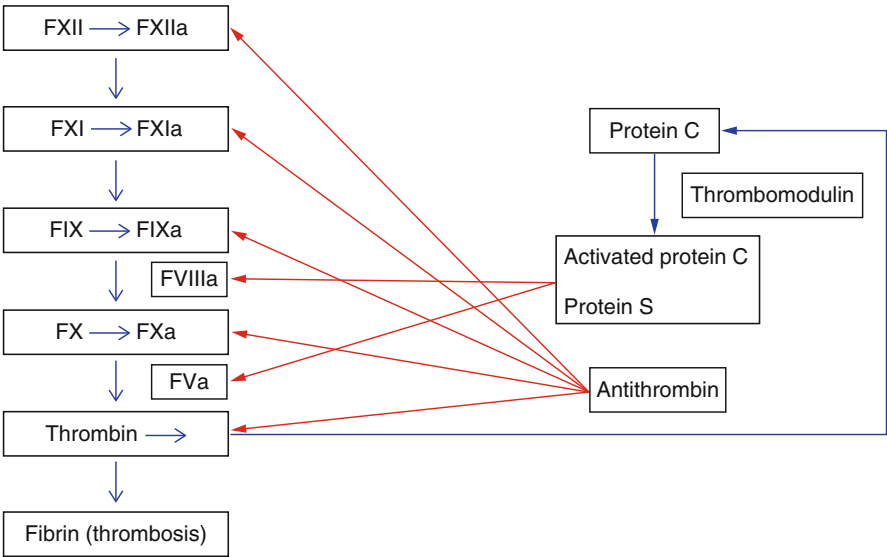 FXII → FXIIa
FXI → FXIa
FIX → FIXa
FVIIIa
FX → FXa
FVa
Thrombin →
Fibrin (thrombosis)
Protein C
Thrombomodulin
Activated protein C
Protein S
Antithrombin